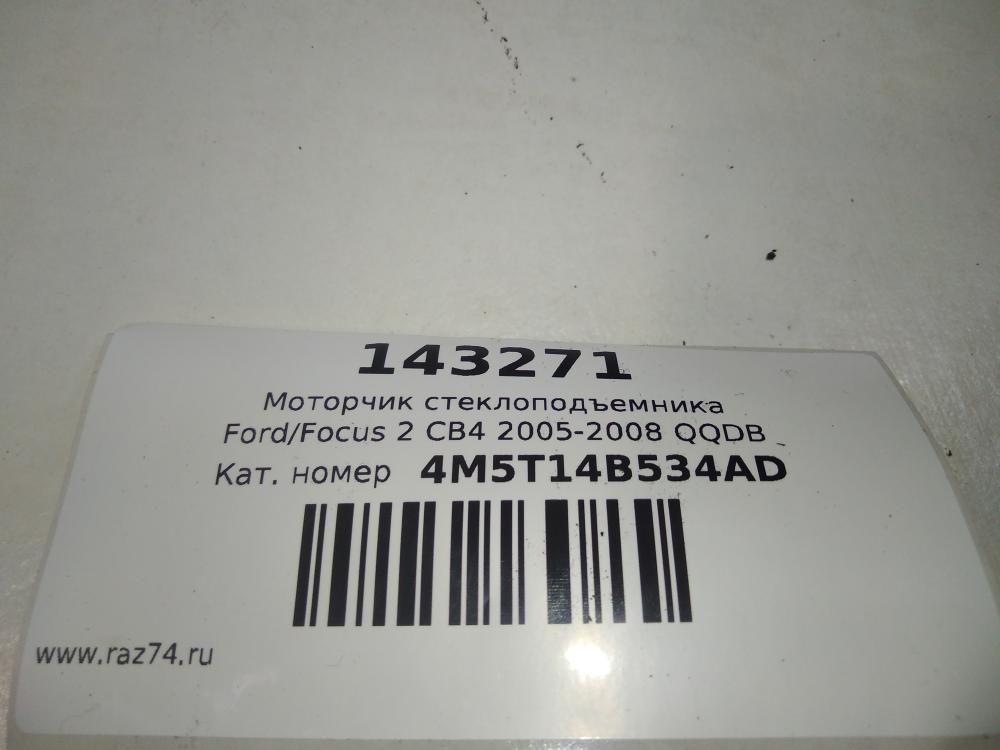 143271
Моторчик стеклоподъемника
Ford/Focus 2 CB4 2005-2008 QQDB
Кат. номер 4M5T14B534AD
www.raz74.ru